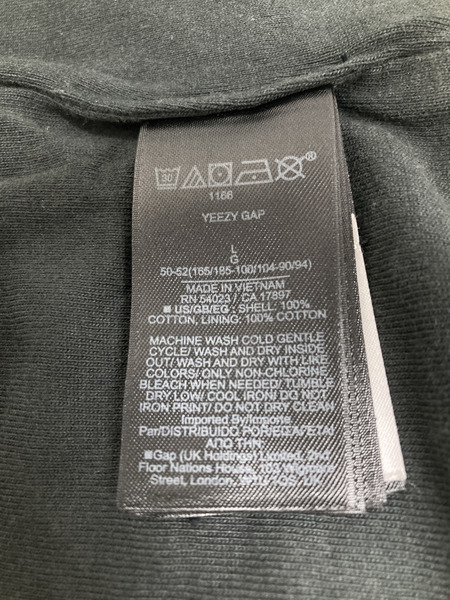 30
1166
YEEZY GAP
L
G
50-52(165/185-100/104-90/94)
MADE IN VIETNAM
RN 54023 / CA 17897
■ US/GB/EG : SHELL: 100%
COTTON, LINING: 100% COTTON
MACHINE WASH COLD GENTLE
CYCLE/ WASH AND DRY INSIDE
OUT/ WASH AND DRY WITH LIKE
COLORS/ ONLY NON-CHLORINE
BLEACH WHEN NEEDED/ TUMBLE
DRY LOW/ COOL IRON/ DO NOT
IRON PRINT/ DO NOT DRY CLEAN
Imported By/Imports
Par/DISTRIBUIDO
ΑΠΟ ΤΗΝ:
■Gap (UK Holdings) Limited, 2nd
Floor Nations House, 103 Wigmore
Street, London, W1U 1QS, UK